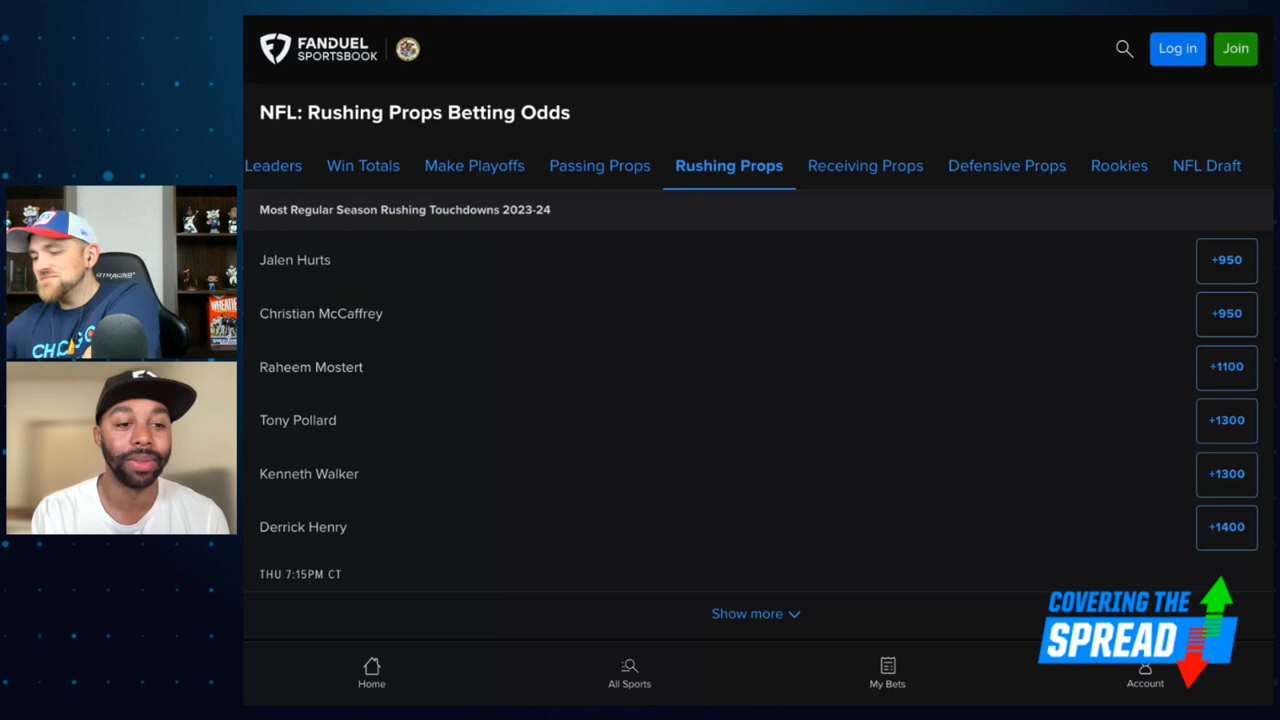 FANDUEL
SPORTSBOOK
Log in
Join
NFL: Rushing Props Betting Odds
Leaders
Win Totals
Make Playoffs
Passing Props
Rushing Props
Receiving Props
Defensive Props
Rookies
NFL Draft
Most Regular Season Rushing Touchdowns 2023-24
Jalen Hurts
+950
Christian McCaffrey
+950
Raheem Mostert
+1100
Tony Pollard
+1300
Kenneth Walker
+1300
Derrick Henry
+1400
THU 7:15PM CT
Show more
Home
All Sports
My Bets
Account
COVERING THE
SPREAD
GTRACING
WHEATIES